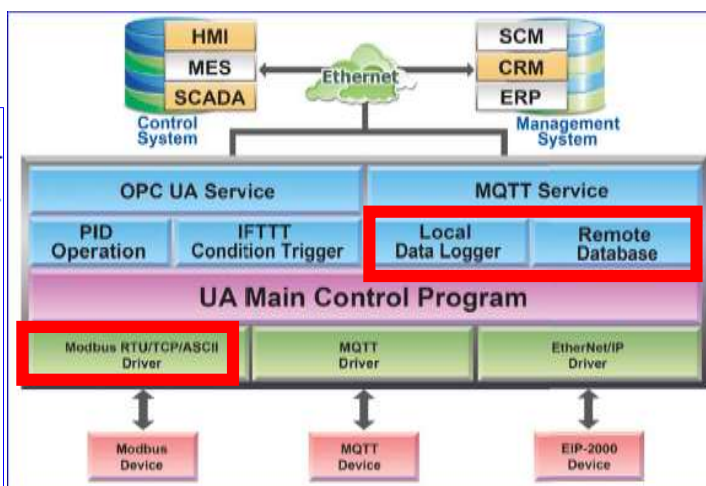 HMI
MES
SCADA
Control
System
Ethernet
SCM
CRM
ERP
Management
System
OPC UA Service
MQTT Service
PID
Operation
IFTTT
Condition Trigger
Local
Data Logger
Remote
Database
UA Main Control Program
Modbus RTU/TCP/ASCII
Driver
MQTT
Driver
EtherNet/IP
Driver
Modbus
Device
MQTT
Device
EIP-2000
Device